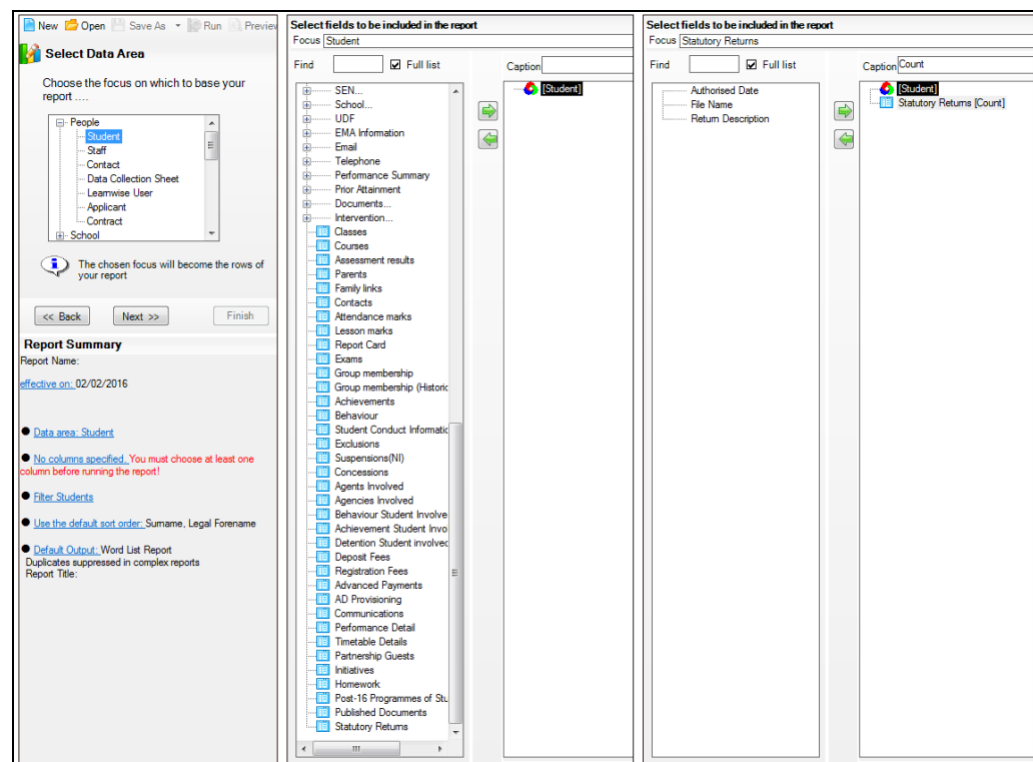 New Open Save As Run Preview
Select Data Area
Choose the focus on which to base your
report ....
People
Student
Staff
Contact
Data Collection Sheet
Learnwise User
Applicant
Contract
School
The chosen focus will become the rows of
your report
<< Back Next >> Finish
Report Summary
Report Name:
effective on: 02/02/2016
Data area: Student
No columns specified. You must choose at least one
column before running the report!
Filter Students
Use the default sort order: Surname, Legal Forename
Default Output: Word List Report
Duplicates suppressed in complex reports
Report Title:
Select fields to be included in the report
Focus Student
Find Full list Caption
SEN...
School...
UDF
EMA Information
Email
Telephone
Performance Summary
Prior Attainment
Documents...
Intervention...
Classes
Courses
Assessment results
Parents
Family links
Contacts
Attendance marks
Lesson marks
Report Card
Exams
Group membership
Group membership (Historic
Achievements
Behaviour
Student Conduct Informatic
Exclusions
Suspensions(NI)
Concessions
Agents Involved
Agencies Involved
Behaviour Student Involve
Achievement Student Invo
Detention Student involved
Deposit Fees
Registration Fees
Advanced Payments
AD Provisioning
Communications
Performance Detail
Timetable Details
Partnership Guests
Initiatives
Homework
Post-16 Programmes of Stu
Published Documents
Statutory Returns
[Student]
Select fields to be included in the report
Focus Statutory Returns
Find Full list Caption Count
Authorised Date
File Name
Return Description
[Student]
Statutory Returns [Count]